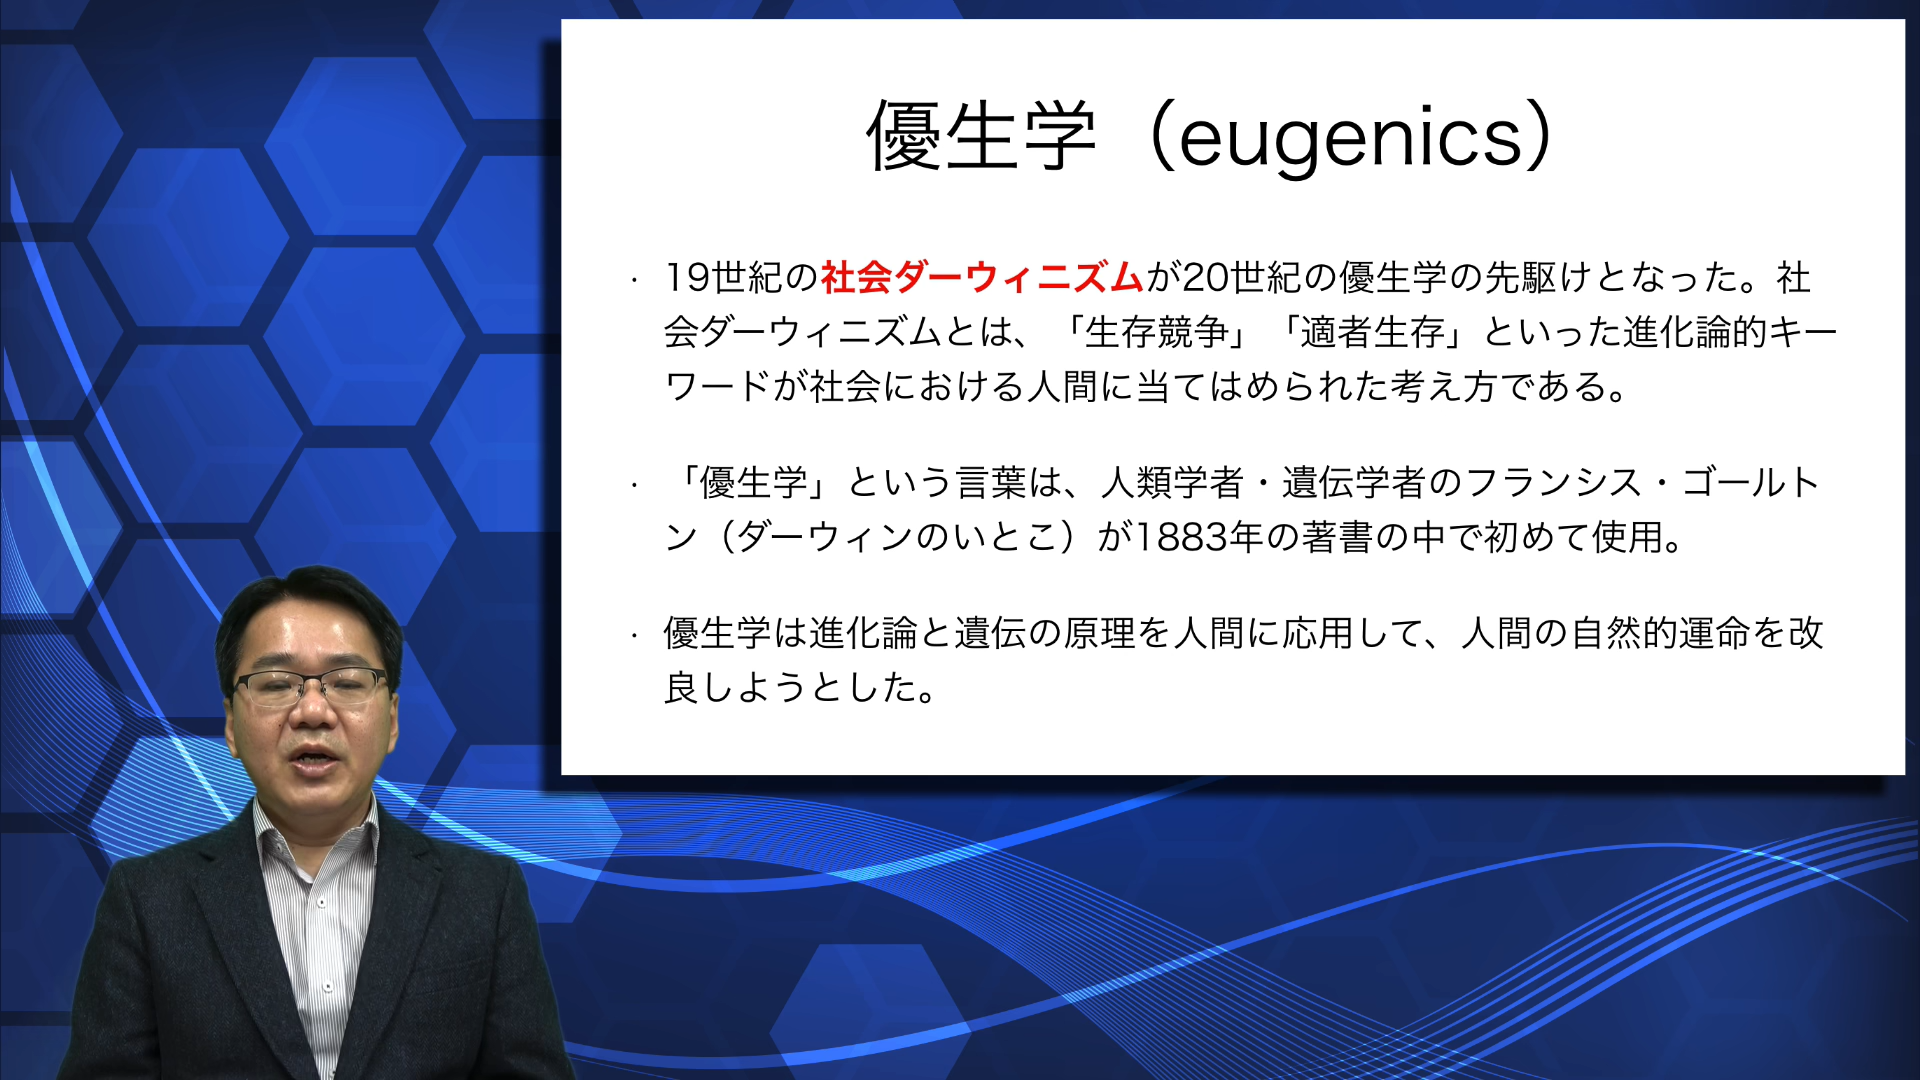 優生学（eugenics）
・ 19世紀の社会ダーウィニズムが20世紀の優生学の先駆けとなった。社
会ダーウィニズムとは、「生存競争」「適者生存」といった進化論的キー
ワードが社会における人間に当てはめられた考え方である。
・ 「優生学」という言葉は、人類学者・遺伝学者のフランシス・ゴールト
ン（ダーウィンのいとこ）が1883年の著書の中で初めて使用。
・ 優生学は進化論と遺伝の原理を人間に応用して、人間の自然的運命を改
良しようとした。